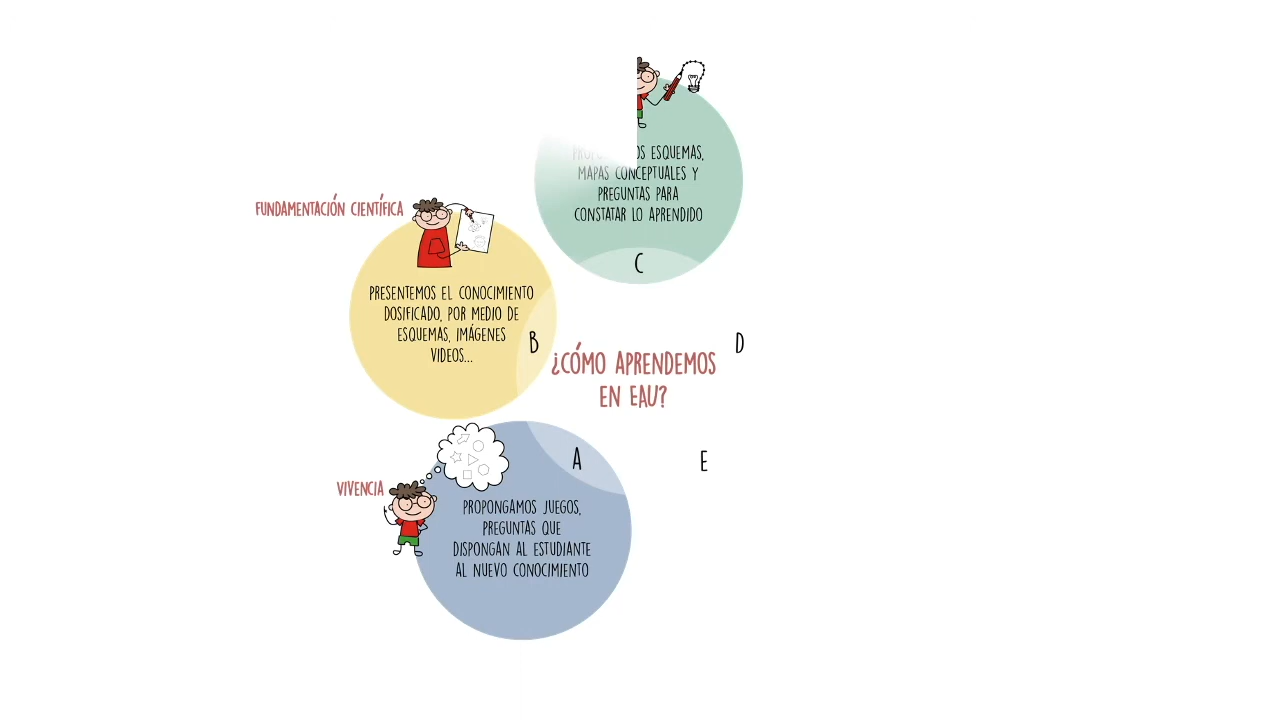 ESQUEMAS,
MAPAS CONCEPTUALES Y
PREGUNTAS PARA
CONSTATAR LO APRENDIDO
C
FUNDAMENTACIÓN CIENTÍFICA
PRESENTEMOS EL CONOCIMIENTO
DOSIFICADO, POR MEDIO DE
ESQUEMAS, IMÁGENES
VIDEOS...
B
D
¿CÓMO APRENDEMOS
EN EAU?
A
E
VIVENCIA
PROPONGAMOS JUEGOS,
PREGUNTAS QUE
DISPONGAN AL ESTUDIANTE
AL NUEVO CONOCIMIENTO